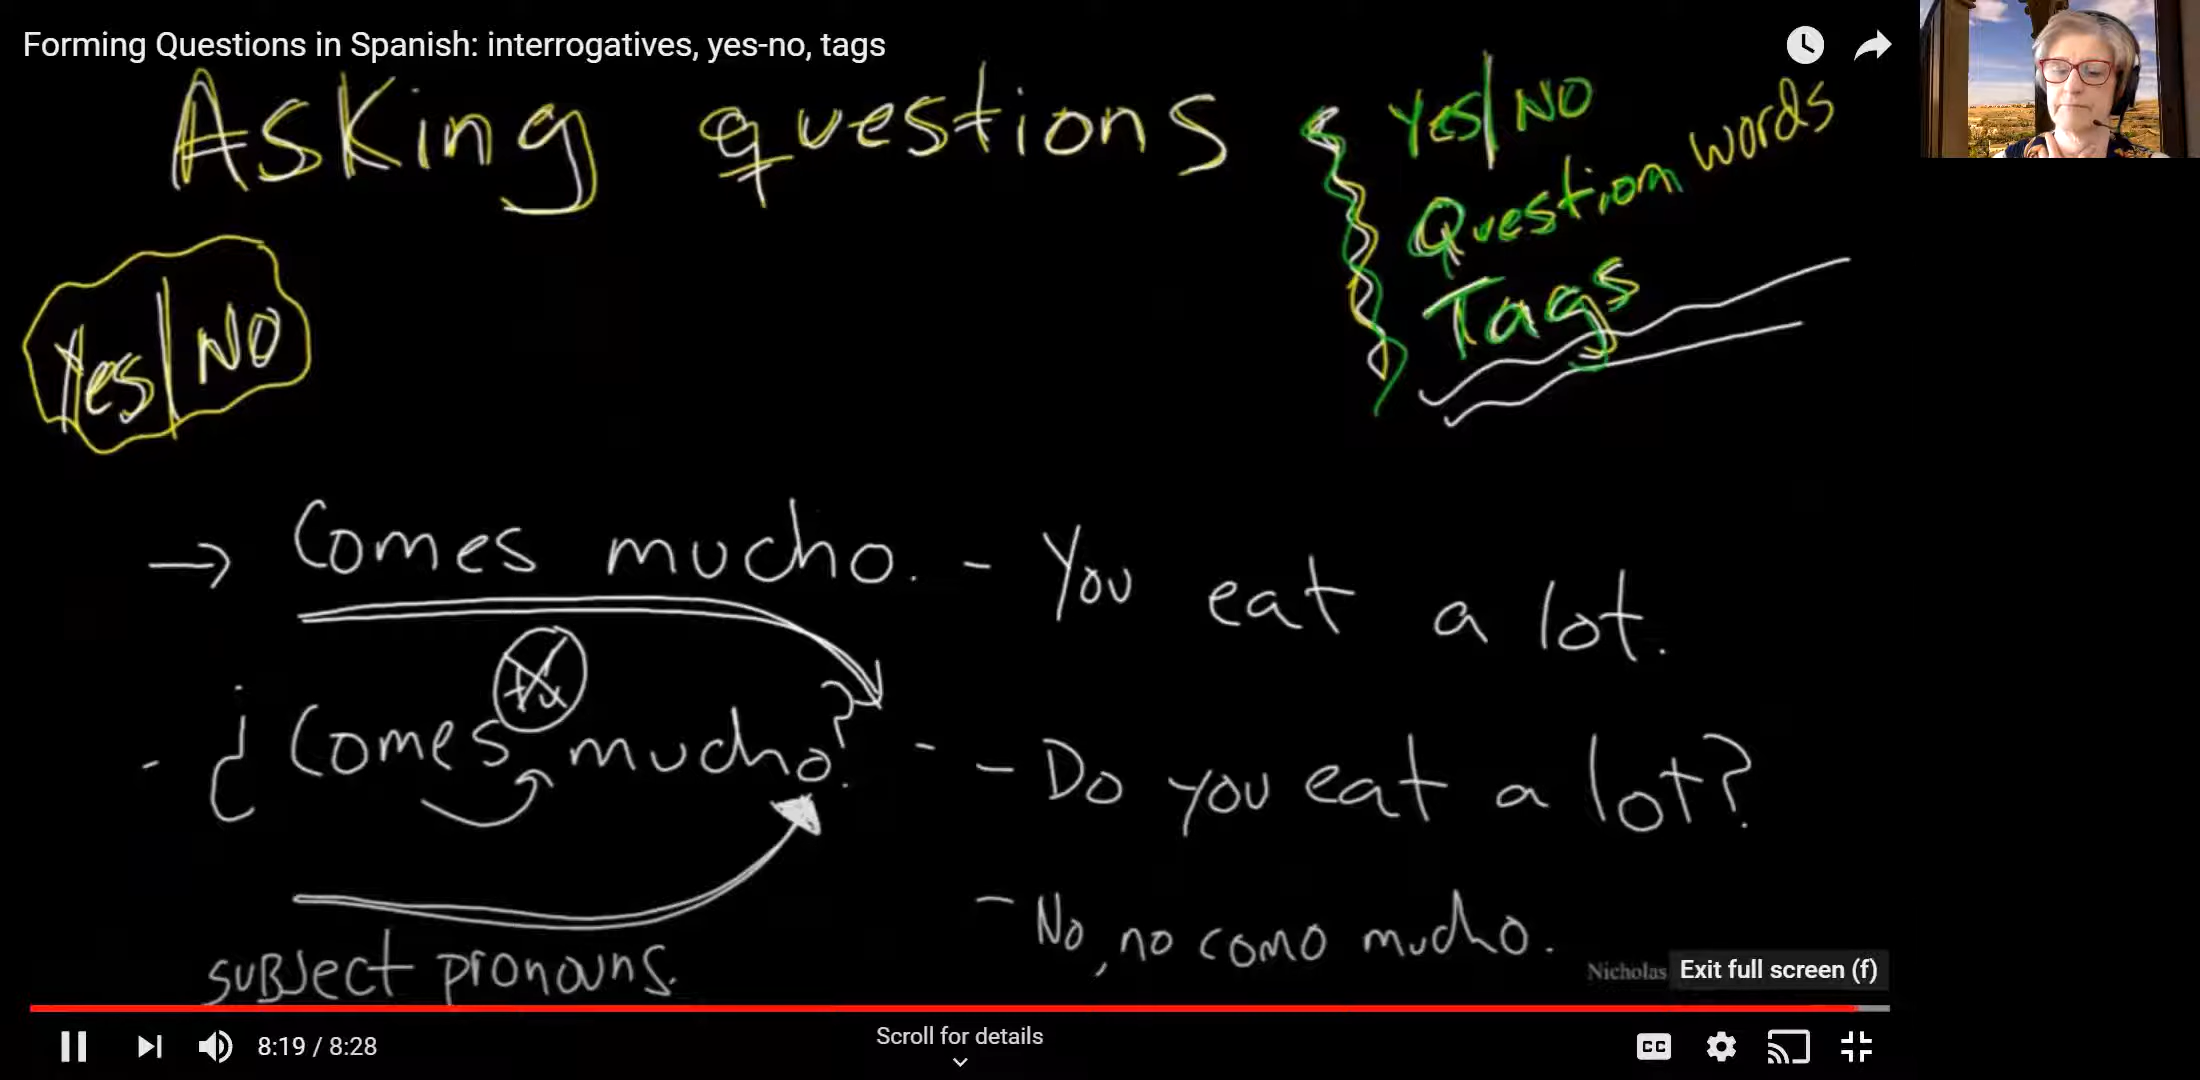 Forming Questions in Spanish: interrogatives, yes-no, tags
Asking questions
Yes|NO
Question words
Tags
Yes|NO
→ Comes mucho. - You eat a lot.
tú
- ¿Comes mucho? - - Do you eat a lot?
- No, no como mucho.
subject pronouns.
Nicholas
Exit full screen (f)
8:19 / 8:28
Scroll for details
CC